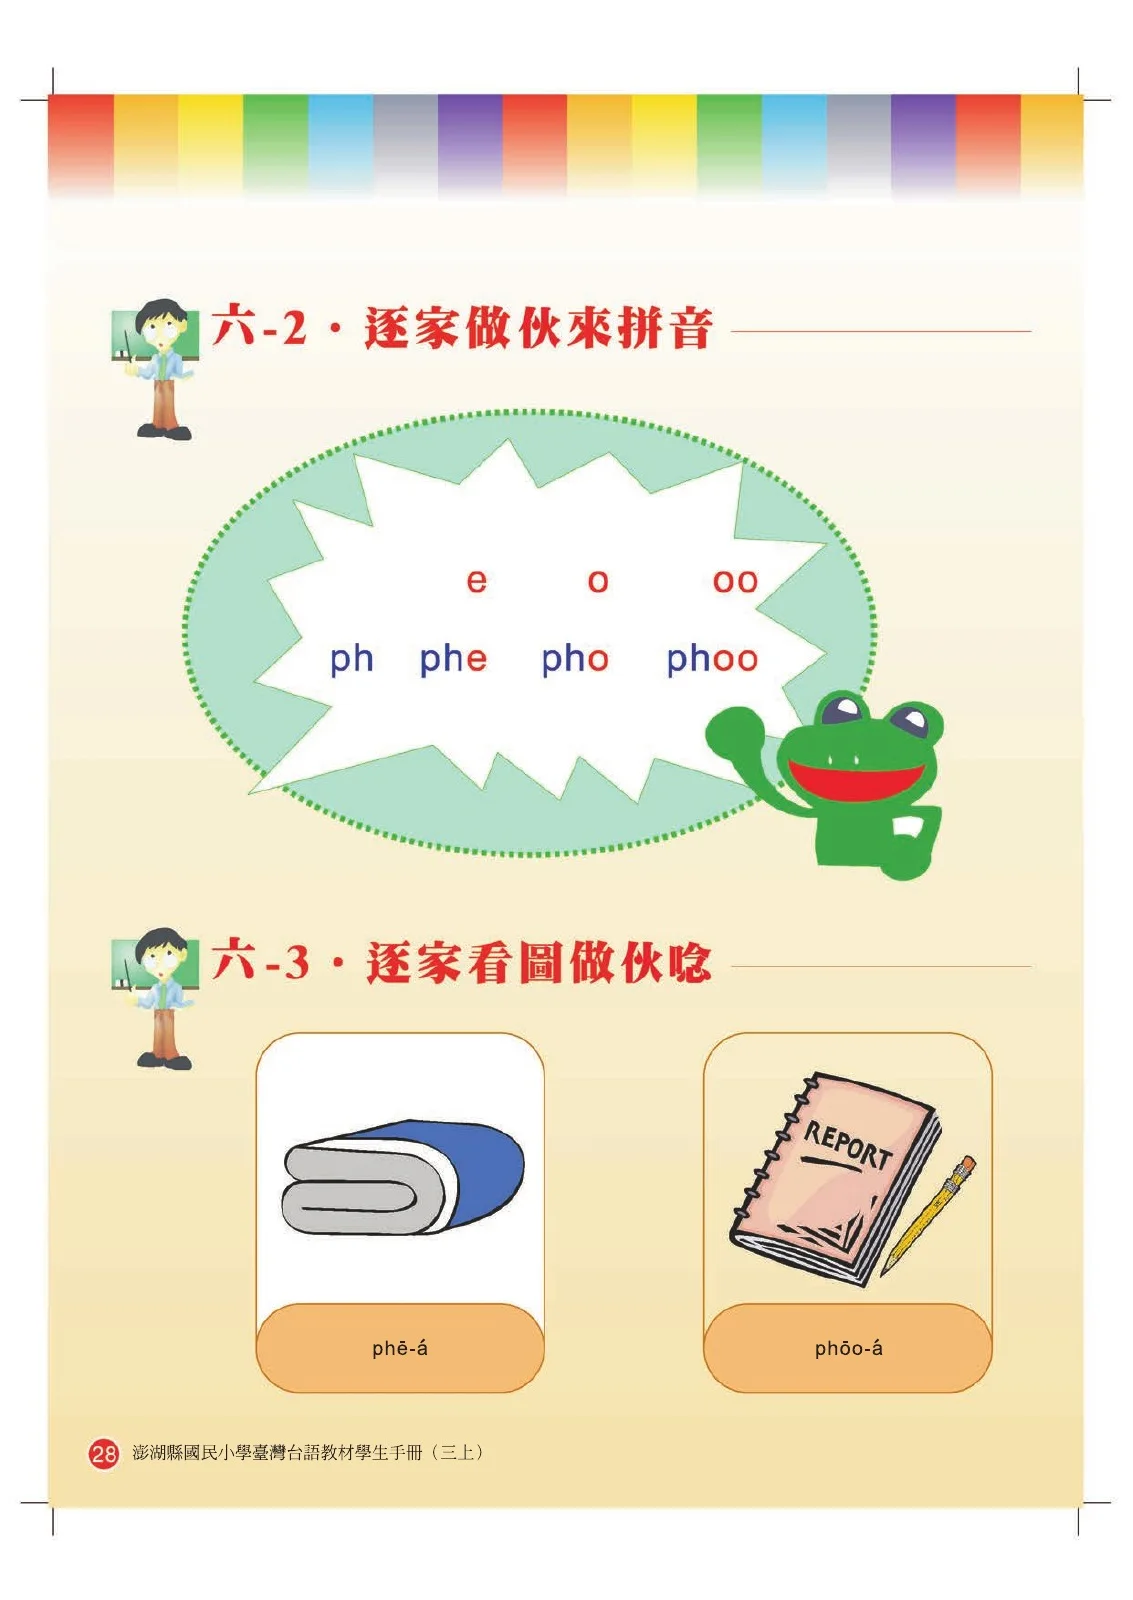 六-2．逐家做伙來拼音
e o oo
ph phe pho phoo
六-3．逐家看圖做伙唸
REPORT
phē-á phōo-á
28 澎湖縣國民小學臺灣台語教材學生手冊（三上）